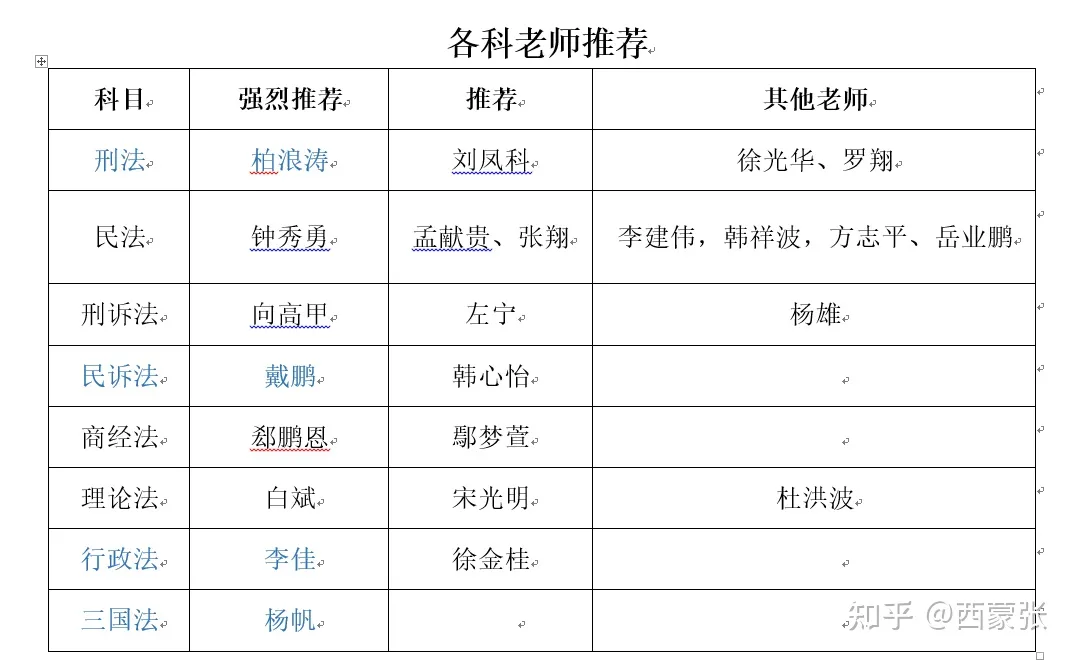 各科老师推荐
科目 强烈推荐 推荐 其他老师
刑法 柏浪涛 刘凤科 徐光华、罗翔
民法 钟秀勇 孟献贵、张翔 李建伟，韩祥波，方志平、岳业鹏
刑诉法 向高甲 左宁 杨雄
民诉法 戴鹏 韩心怡
商经法 郄鹏恩 鄢梦萱
理论法 白斌 宋光明 杜洪波
行政法 李佳 徐金桂
三国法 杨帆
知乎 @西蒙张